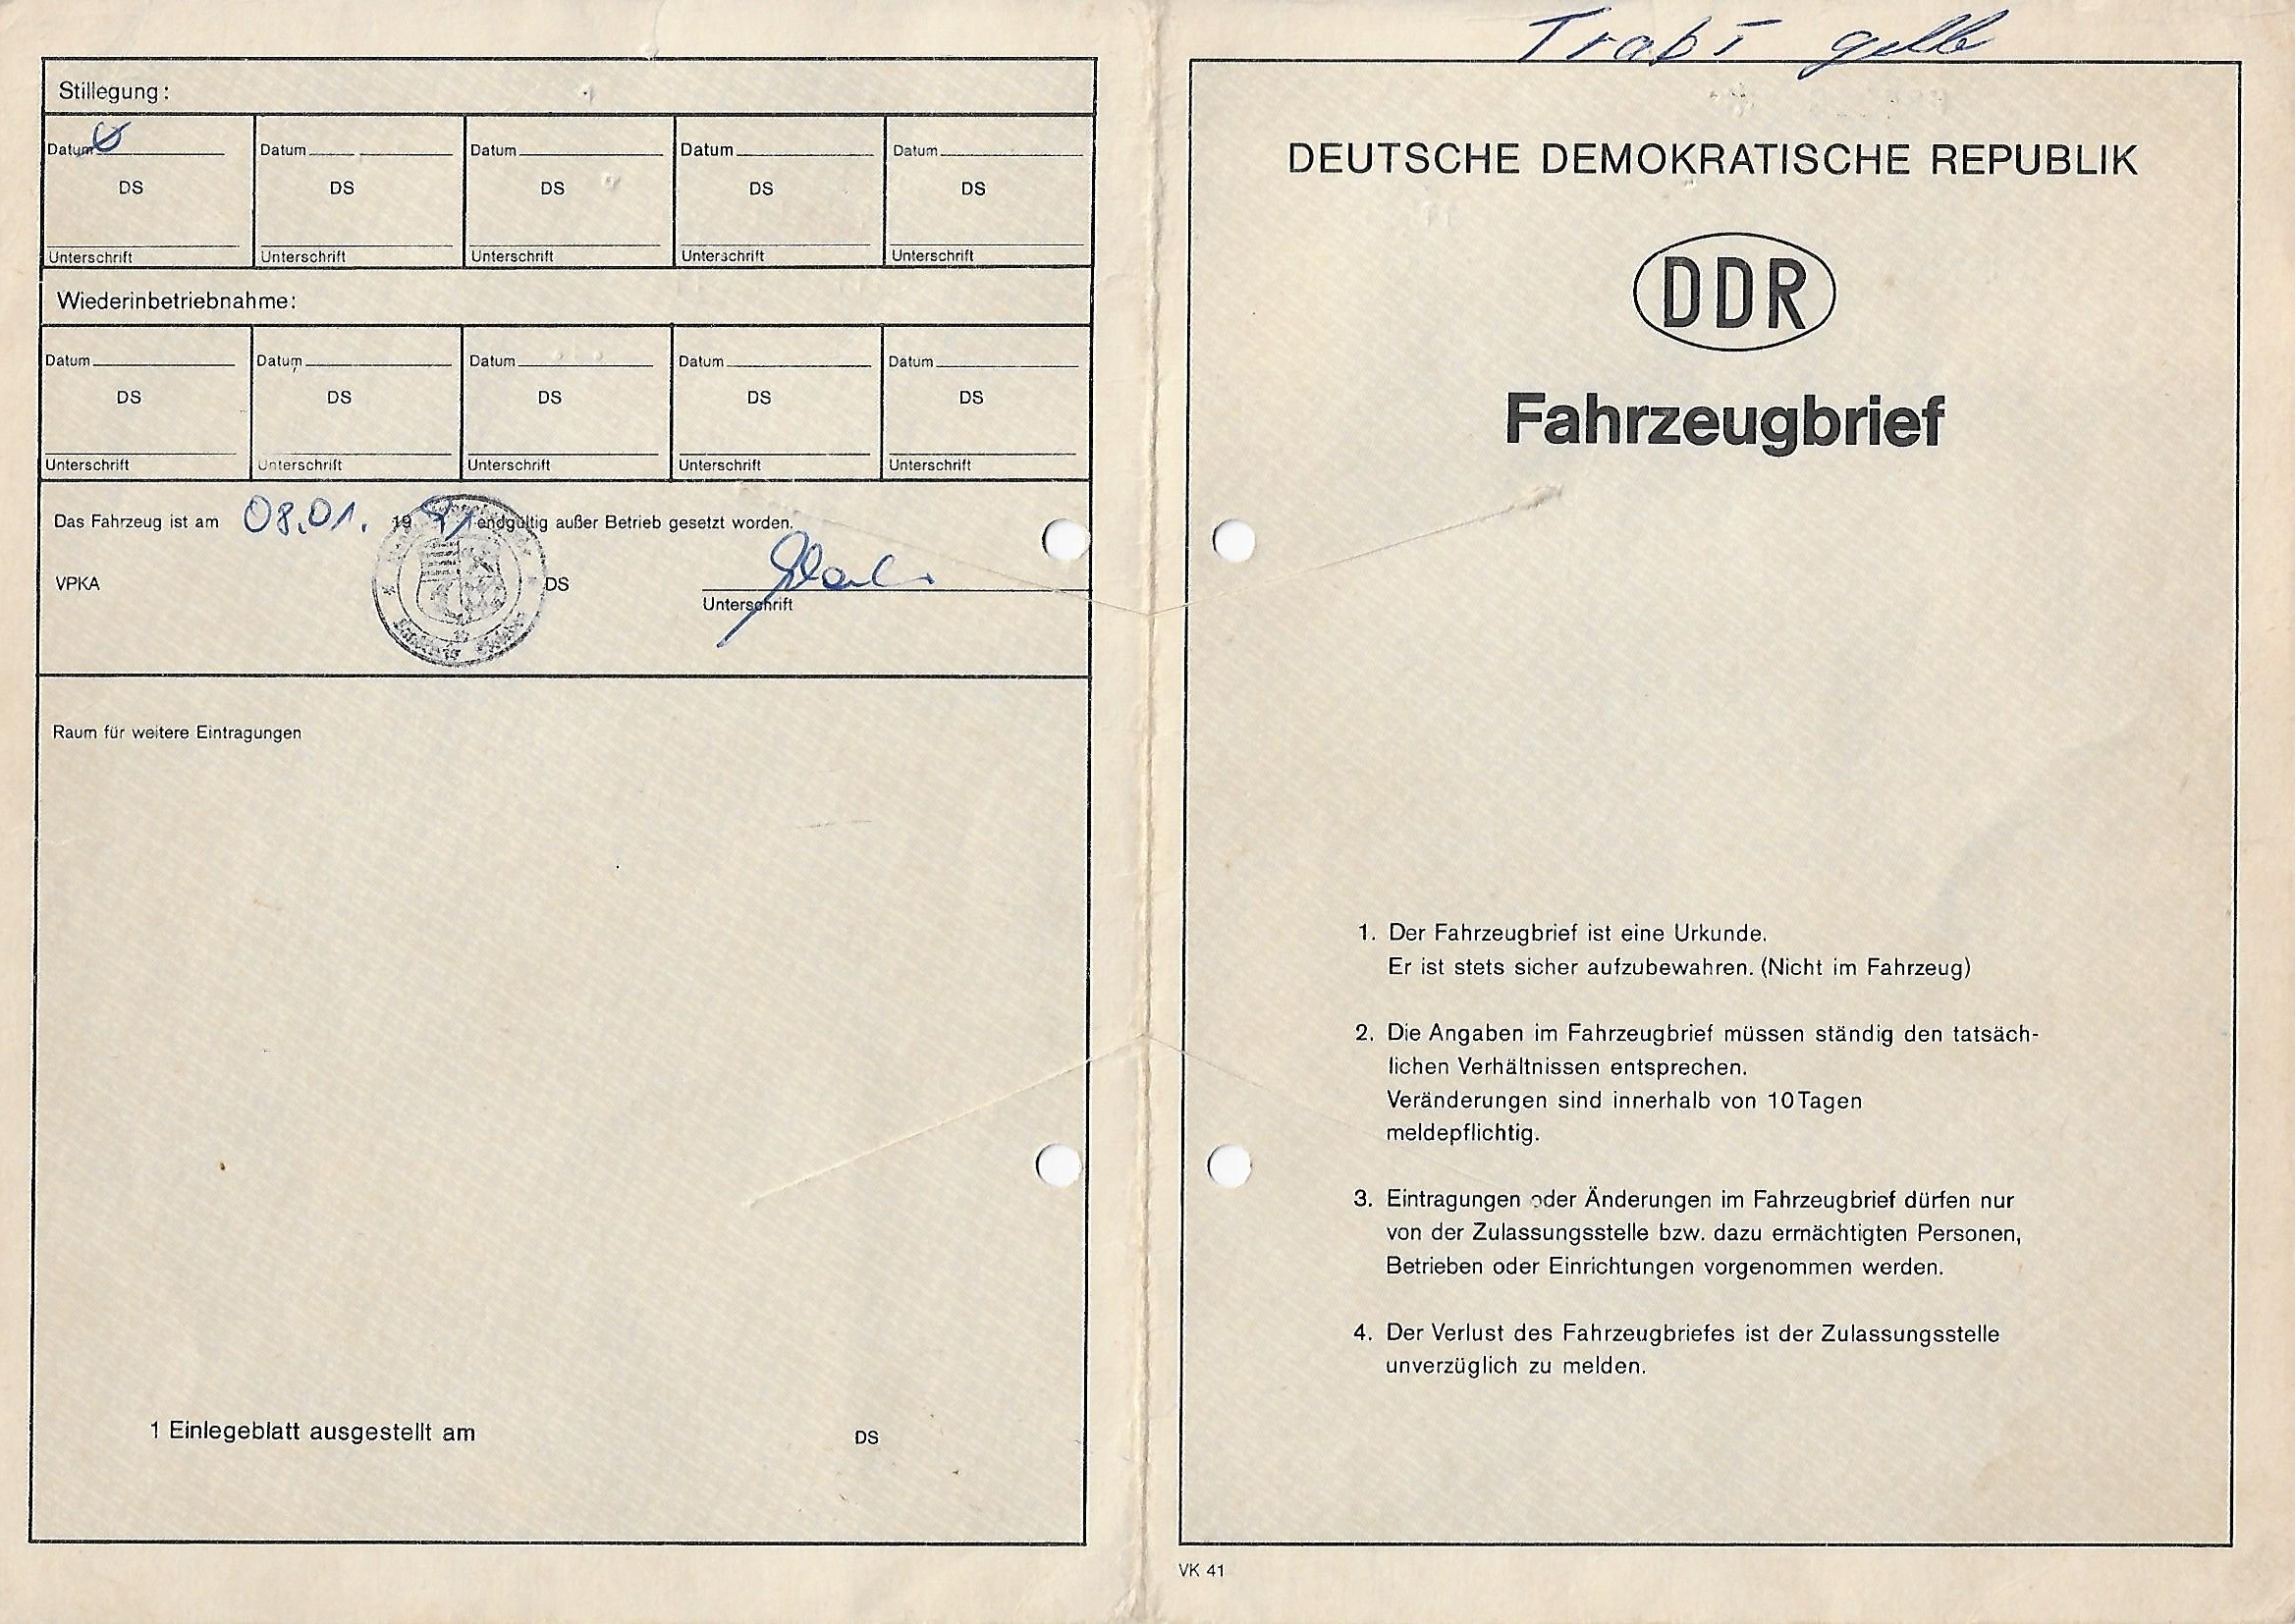 Stillegung:
Datum Datum Datum Datum Datum
DS DS DS DS DS
Unterschrift Unterschrift Unterschrift Unterschrift Unterschrift
Wiederinbetriebnahme:
Datum Datum Datum Datum Datum
DS DS DS DS DS
Unterschrift Unterschrift Unterschrift Unterschrift Unterschrift
Das Fahrzeug ist am 08.01. 1991 endgültig außer Betrieb gesetzt worden.
VPKA DS
Unterschrift
Raum für weitere Eintragungen
1 Einlegeblatt ausgestellt am DS
Trabi gelb
DEUTSCHE DEMOKRATISCHE REPUBLIK
DDR
Fahrzeugbrief
1. Der Fahrzeugbrief ist eine Urkunde.
Er ist stets sicher aufzubewahren. (Nicht im Fahrzeug)
2. Die Angaben im Fahrzeugbrief müssen ständig den tatsäch-
lichen Verhältnissen entsprechen.
Veränderungen sind innerhalb von 10 Tagen
meldepflichtig.
3. Eintragungen oder Änderungen im Fahrzeugbrief dürfen nur
von der Zulassungsstelle bzw. dazu ermächtigten Personen,
Betrieben oder Einrichtungen vorgenommen werden.
4. Der Verlust des Fahrzeugbriefes ist der Zulassungsstelle
unverzüglich zu melden.
VK 41